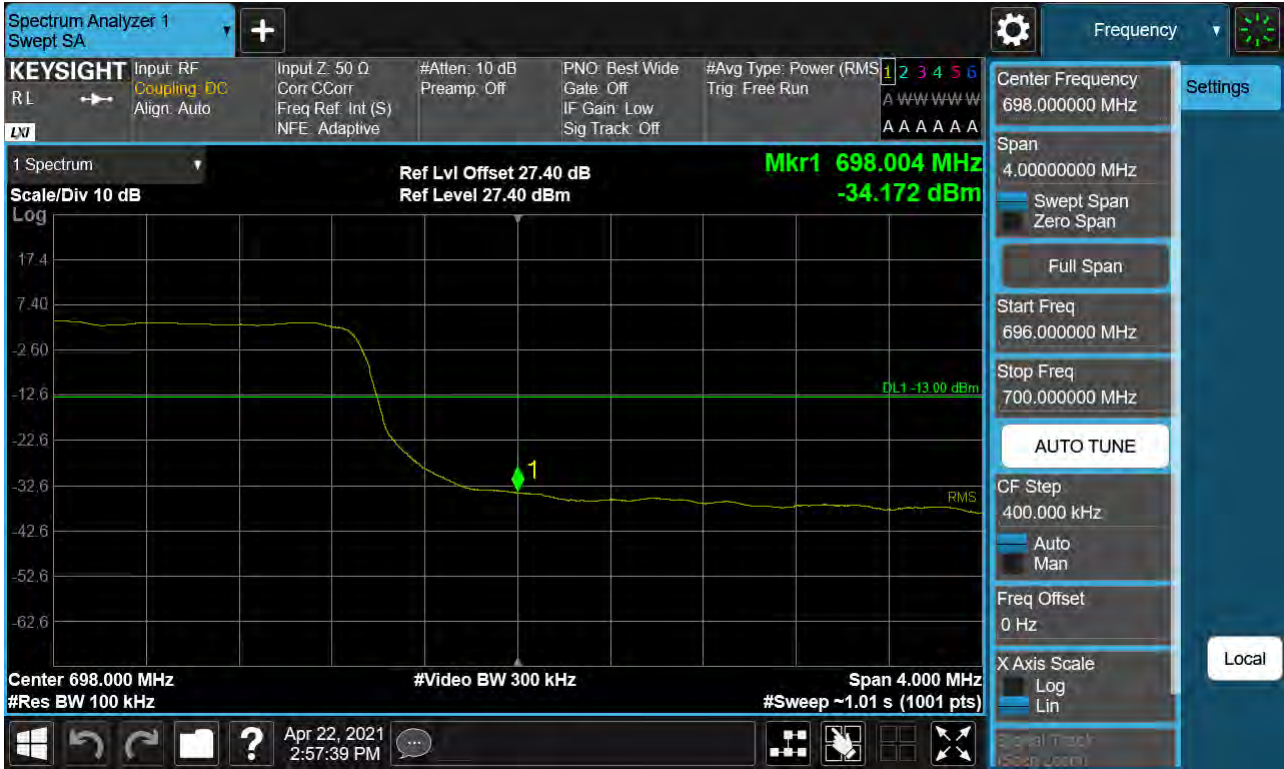 Spectrum Analyzer 1
Swept SA
Frequency
KEYSIGHT
R L
LXI
Input: RF
Coupling: DC
Align: Auto
Input Z: 50 Ω
Corr CCorr
Freq Ref: Int (S)
NFE: Adaptive
#Atten: 10 dB
Preamp: Off
PNO: Best Wide
Gate: Off
IF Gain: Low
Sig Track: Off
#Avg Type: Power (RMS
Trig: Free Run
1 2 3 4 5 6
A W W W W W
A A A A A A
1 Spectrum
Scale/Div 10 dB
Log
Ref Lvl Offset 27.40 dB
Ref Level 27.40 dBm
Mkr1 698.004 MHz
-34.172 dBm
17.4
7.40
-2.60
-12.6
-22.6
-32.6
-42.6
-52.6
-62.6
DL1 -13.00 dBm
1
RMS
Center 698.000 MHz
#Video BW 300 kHz
Span 4.000 MHz
#Res BW 100 kHz
#Sweep ~1.01 s (1001 pts)
Center Frequency
698.000000 MHz
Settings
Span
4.00000000 MHz
Swept Span
Zero Span
Full Span
Start Freq
696.000000 MHz
Stop Freq
700.000000 MHz
AUTO TUNE
CF Step
400.000 kHz
Auto
Man
Freq Offset
0 Hz
X Axis Scale
Log
Lin
Local
Signal Track
(Span Zoom)
Apr 22, 2021
2:57:39 PM